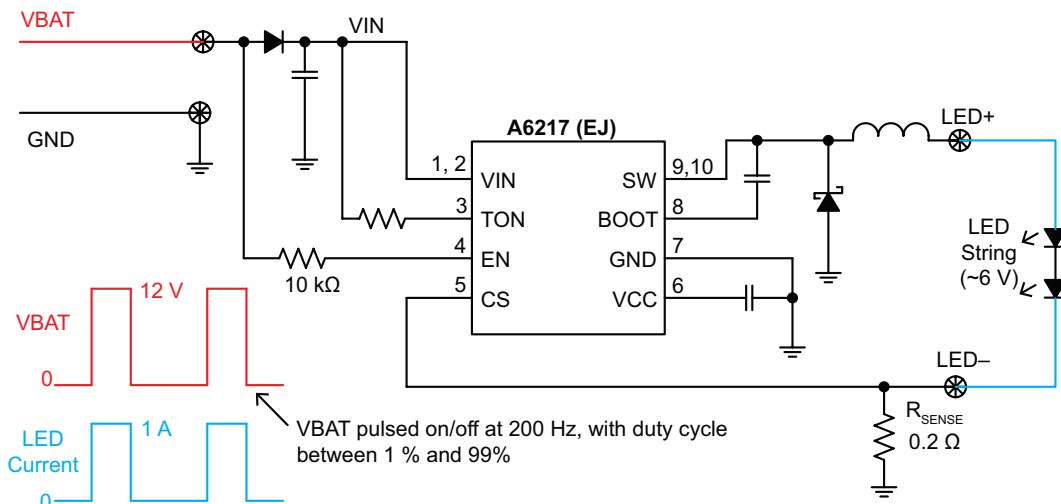 VBAT
VIN
GND
A6217 (EJ)
1, 2
VIN
3
TON
4
EN
5
CS
SW
9,10
BOOT
8
GND
7
VCC
6
10 kΩ
LED+
LED
String
(~6 V)
LED–
R_SENSE
0.2 Ω
12 V
VBAT
0
1 A
LED
Current
0
VBAT pulsed on/off at 200 Hz, with duty cycle
between 1 % and 99%